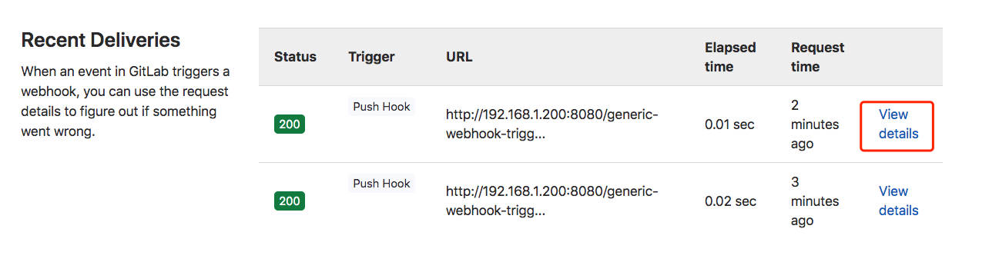 Recent Deliveries
When an event in GitLab triggers a
webhook, you can use the request
details to figure out if something
went wrong.
Status Trigger URL Elapsed time Request time
200 Push Hook http://192.168.1.200:8080/generic-
webhook-trigg... 0.01 sec 2
minutes
ago View
details
200 Push Hook http://192.168.1.200:8080/generic-
webhook-trigg... 0.02 sec 3
minutes
ago View
details